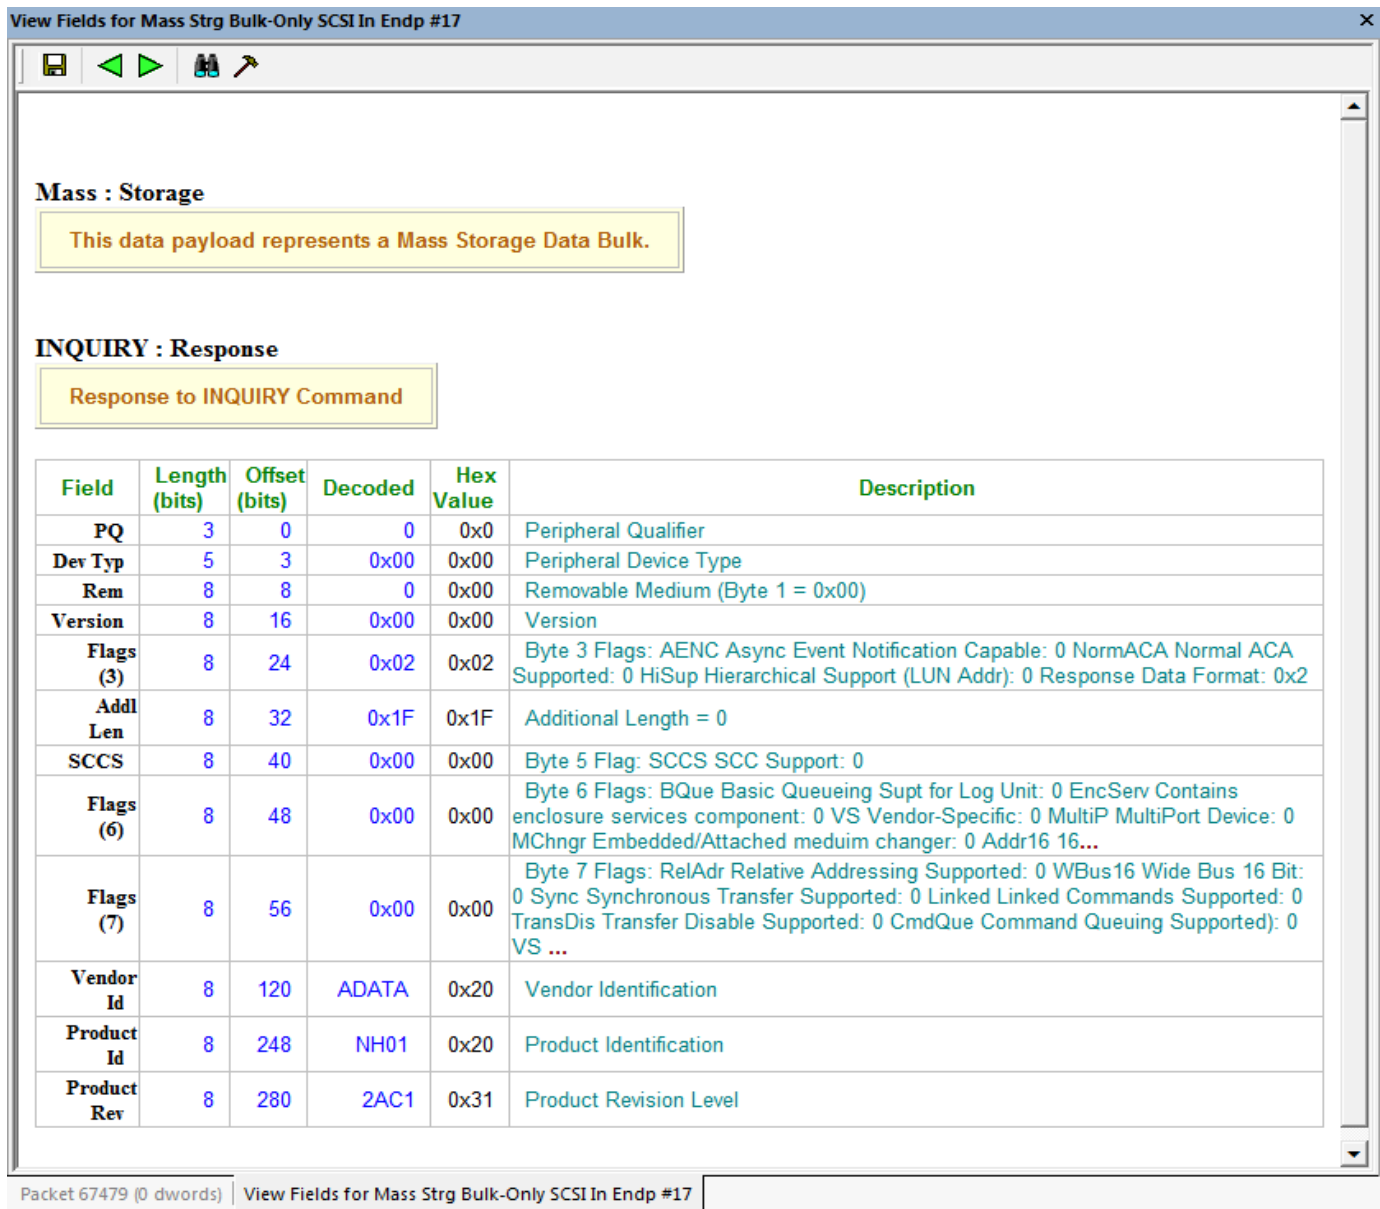 View Fields for Mass Strg Bulk-Only SCSI In Endp #17
Mass : Storage
This data payload represents a Mass Storage Data Bulk.
INQUIRY : Response
Response to INQUIRY Command
Field Length (bits) Offset (bits) Decoded Hex Value Description
PQ 3 0 0 0x0 Peripheral Qualifier
Dev Typ 5 3 0x00 0x00 Peripheral Device Type
Rem 8 8 0 0x00 Removable Medium (Byte 1 = 0x00)
Version 8 16 0x00 0x00 Version
Flags (3) 8 24 0x02 0x02 Byte 3 Flags: AENC Async Event Notification Capable: 0 NormACA Normal ACA
Supported: 0 HiSup Hierarchical Support (LUN Addr): 0 Response Data Format: 0x2
Addl Len 8 32 0x1F 0x1F Additional Length = 0
SCCS 8 40 0x00 0x00 Byte 5 Flag: SCCS SCC Support: 0
Flags (6) 8 48 0x00 0x00 Byte 6 Flags: BQue Basic Queueing Supt for Log Unit: 0 EncServ Contains
enclosure services component: 0 VS Vendor-Specific: 0 MultiP MultiPort Device: 0
MChngr Embedded/Attached meduim changer: 0 Addr16 16...
Flags (7) 8 56 0x00 0x00 Byte 7 Flags: RelAdr Relative Addressing Supported: 0 WBus16 Wide Bus 16 Bit:
0 Sync Synchronous Transfer Supported: 0 Linked Linked Commands Supported: 0
TransDis Transfer Disable Supported: 0 CmdQue Command Queuing Supported): 0
VS ...
Vendor Id 8 120 ADATA 0x20 Vendor Identification
Product Id 8 248 NH01 0x20 Product Identification
Product Rev 8 280 2AC1 0x31 Product Revision Level
Packet 67479 (0 dwords) View Fields for Mass Strg Bulk-Only SCSI In Endp #17